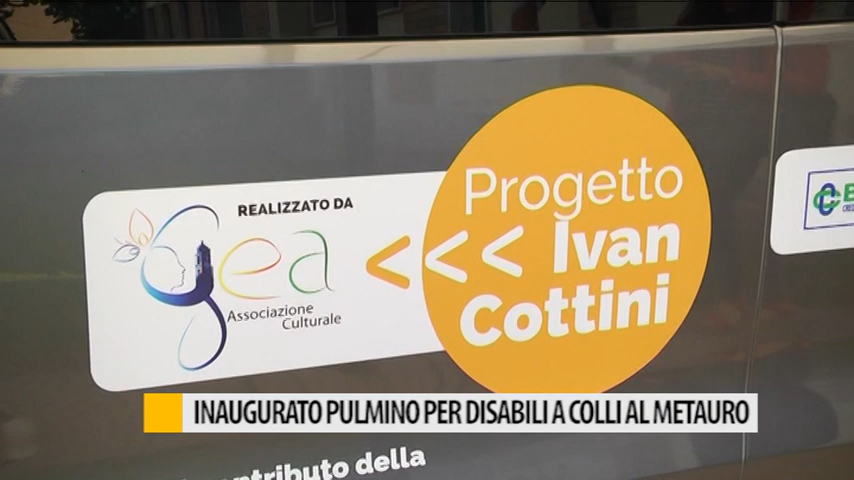 REALIZZATO DA
gea
Associazione
Culturale
<<<
Progetto
Ivan
Cottini
INAUGURATO PULMINO PER DISABILI A COLLI AL METAURO
contributo della